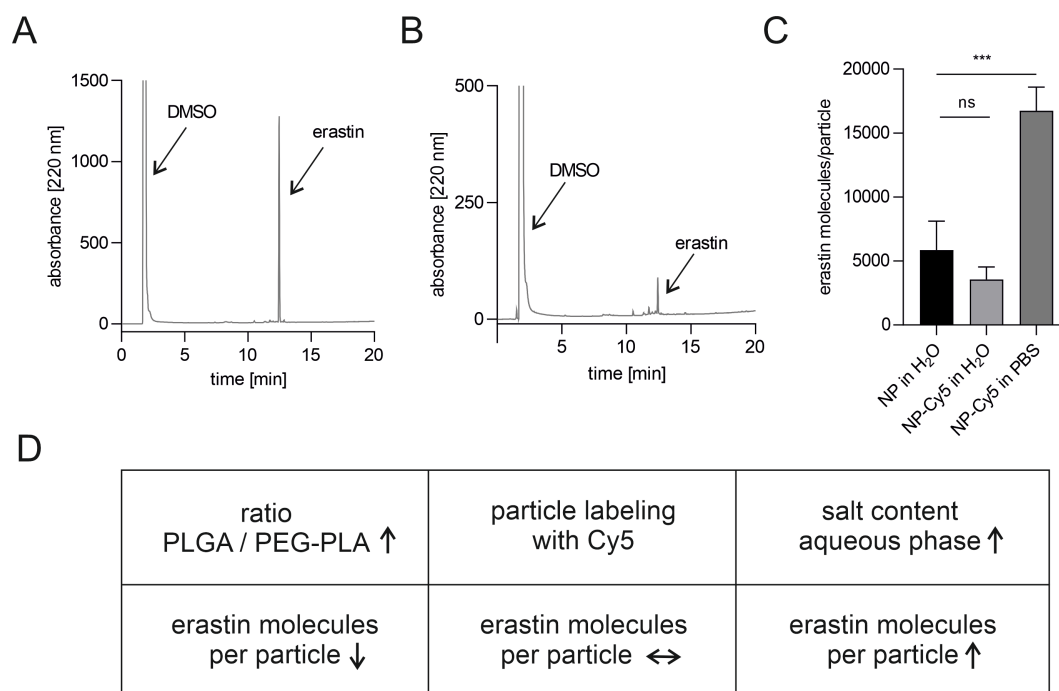 A
1500
1000
500
0
absorbance [220 nm]
DMSO
erastin
0
5
10
15
20
time [min]
B
500
250
0
absorbance [220 nm]
DMSO
erastin
5
10
15
20
time [min]
C
20000
15000
10000
5000
0
erastin molecules/particle
***
ns
NP in H₂O
NP-Cy5 in H₂O
NP-Cy5 in PBS
D
ratio
PLGA / PEG-PLA ↑
particle labeling
with Cy5
salt content
aqueous phase ↑
erastin molecules
per particle ↓
erastin molecules
per particle ↔
erastin molecules
per particle ↑